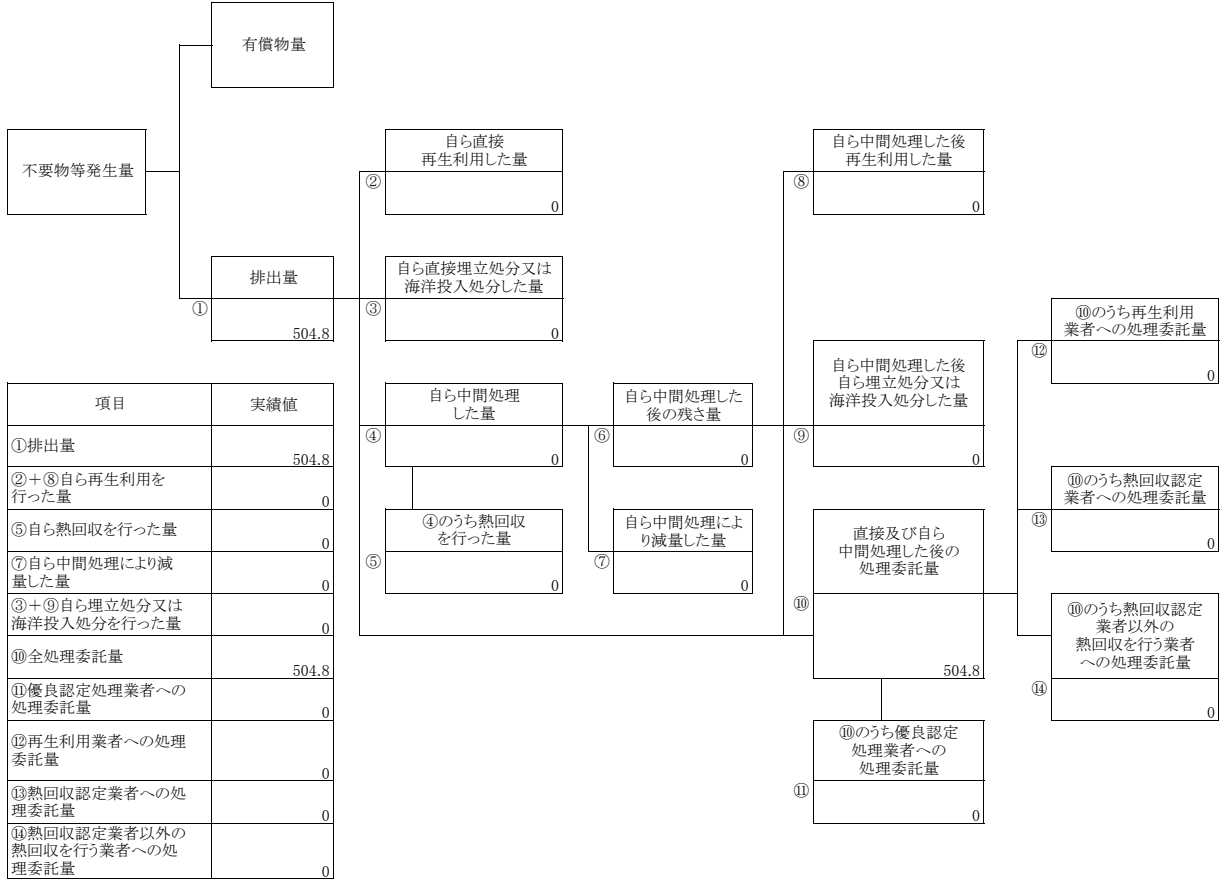 有償物量
不要物等発生量
自ら直接
再生利用した量
②
0
自ら中間処理した後
再生利用した量
⑧
0
排出量
①
504.8
自ら直接埋立処分又は
海洋投入処分した量
③
0
⑩のうち再生利用
業者への処理委託量
⑫
0
自ら中間処理
した量
④
0
自ら中間処理した
後の残さ量
⑥
0
自ら中間処理した後
自ら埋立処分又は
海洋投入処分した量
⑨
0
⑩のうち熱回収認定
業者への処理委託量
⑬
0
④のうち熱回収
を行った量
⑤
0
自ら中間処理によ
り減量した量
⑦
0
直接及び自ら
中間処理した後の
処理委託量
⑩
504.8
⑩のうち熱回収認定
業者以外の
熱回収を行う業者
への処理委託量
⑭
0
⑩のうち優良認定
処理業者への
処理委託量
⑪
0
項目 実績値
①排出量
504.8
②+⑧自ら再生利用を
行った量
0
⑤自ら熱回収を行った量
0
⑦自ら中間処理により減
量した量
0
③+⑨自ら埋立処分又は
海洋投入処分を行った量
0
⑩全処理委託量
504.8
⑪優良認定処理業者への
処理委託量
0
⑫再生利用業者への処理
委託量
0
⑬熱回収認定業者への処
理委託量
0
⑭熱回収認定業者以外の
熱回収を行う業者への処
理委託量
0